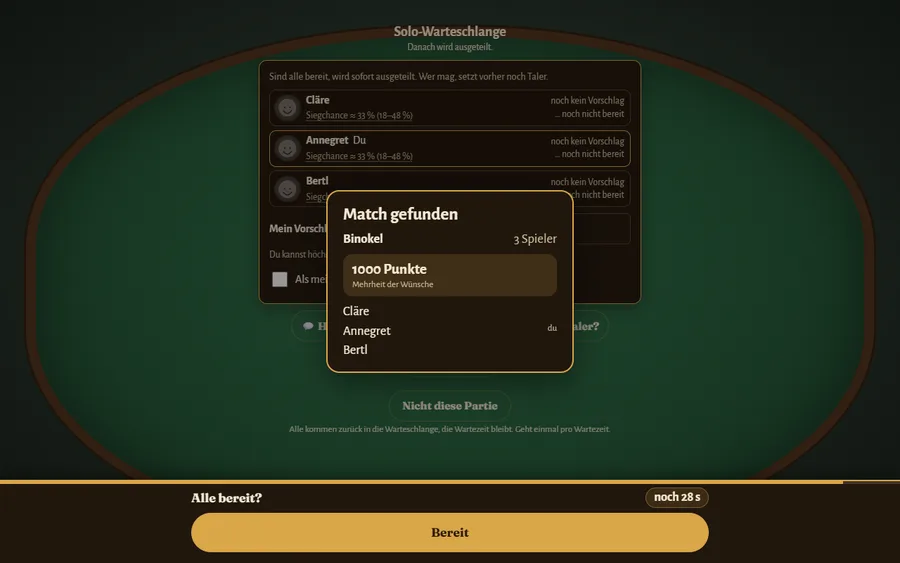 Solo-Warteschlange
Danach wird ausgeteilt.
Sind alle bereit, wird sofort ausgeteilt. Wer mag, setzt vorher noch Taler.
Cläre
noch kein Vorschlag
Siegchance ≈ 33 % (18–48 %)
… noch nicht bereit
Annegret Du
noch kein Vorschlag
Siegchance ≈ 33 % (18–48 %)
… noch nicht bereit
Bertl
noch kein Vorschlag
noch nicht bereit
Match gefunden
Mein
Binokel
3 Spieler
Du kannst
1000 Punkte
Mehrheit der Wünsche
Als
Cläre
Annegret
du
Bertl
Nicht diese Partie
Alle kommen zurück in die Warteschlange, die Wartezeit bleibt. Geht einmal pro Wartezeit.
Alle bereit?
noch 28 s
Bereit